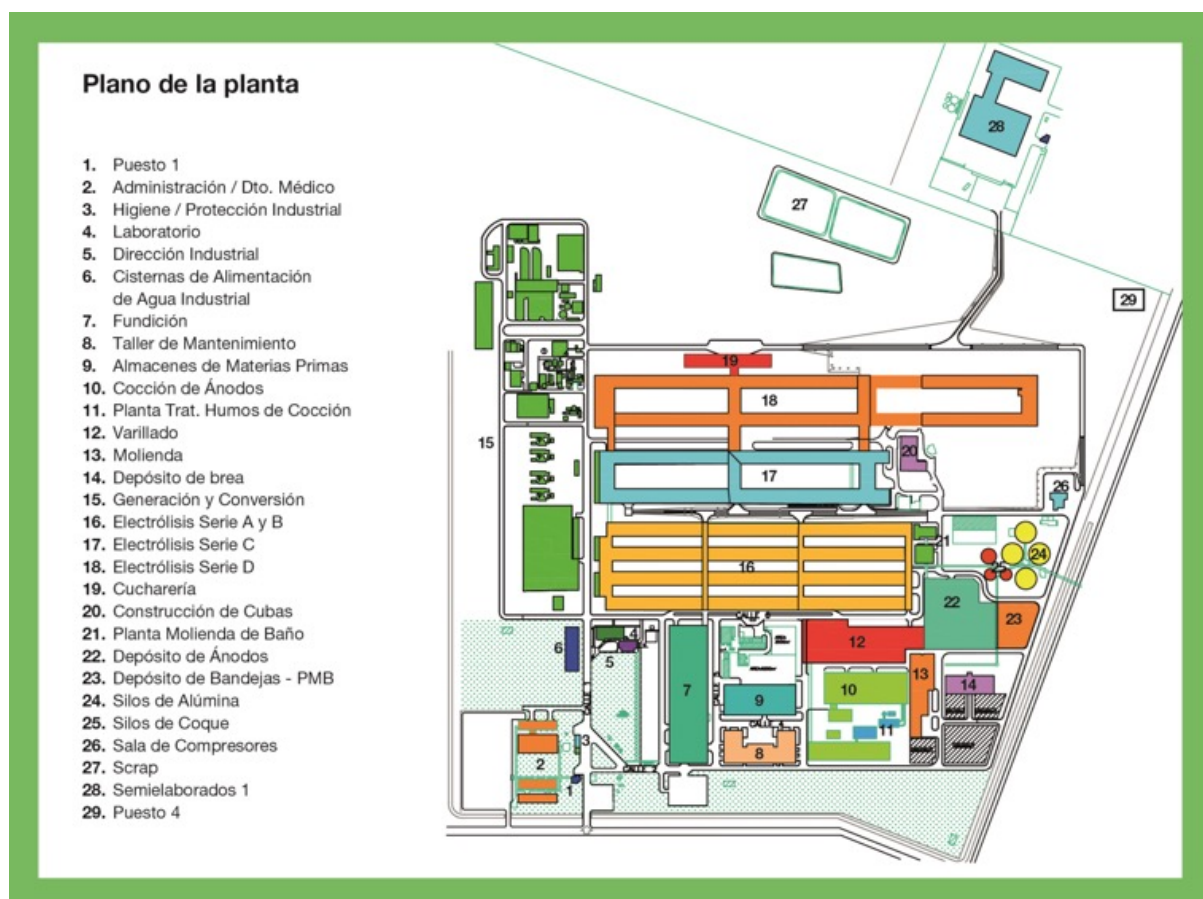 Plano de la planta
1. Puesto 1
2. Administración / Dto. Médico
3. Higiene / Protección Industrial
4. Laboratorio
5. Dirección Industrial
6. Cisternas de Alimentación
de Agua Industrial
7. Fundición
8. Taller de Mantenimiento
9. Almacenes de Materias Primas
10. Cocción de Ánodos
11. Planta Trat. Humos de Cocción
12. Varillado
13. Molienda
14. Depósito de brea
15. Generación y Conversión
16. Electrólisis Serie A y B
17. Electrólisis Serie C
18. Electrólisis Serie D
19. Cucharería
20. Construcción de Cubas
21. Planta Molienda de Baño
22. Depósito de Ánodos
23. Depósito de Bandejas - PMB
24. Silos de Alúmina
25. Silos de Coque
26. Sala de Compresores
27. Scrap
28. Semielaborados 1
29. Puesto 4
28
27
29
19
18
15
20
17
26
21
24
25
16
22
23
4
12
6
5
13
7
10
14
9
11
CALLE 4
3
8
2
1